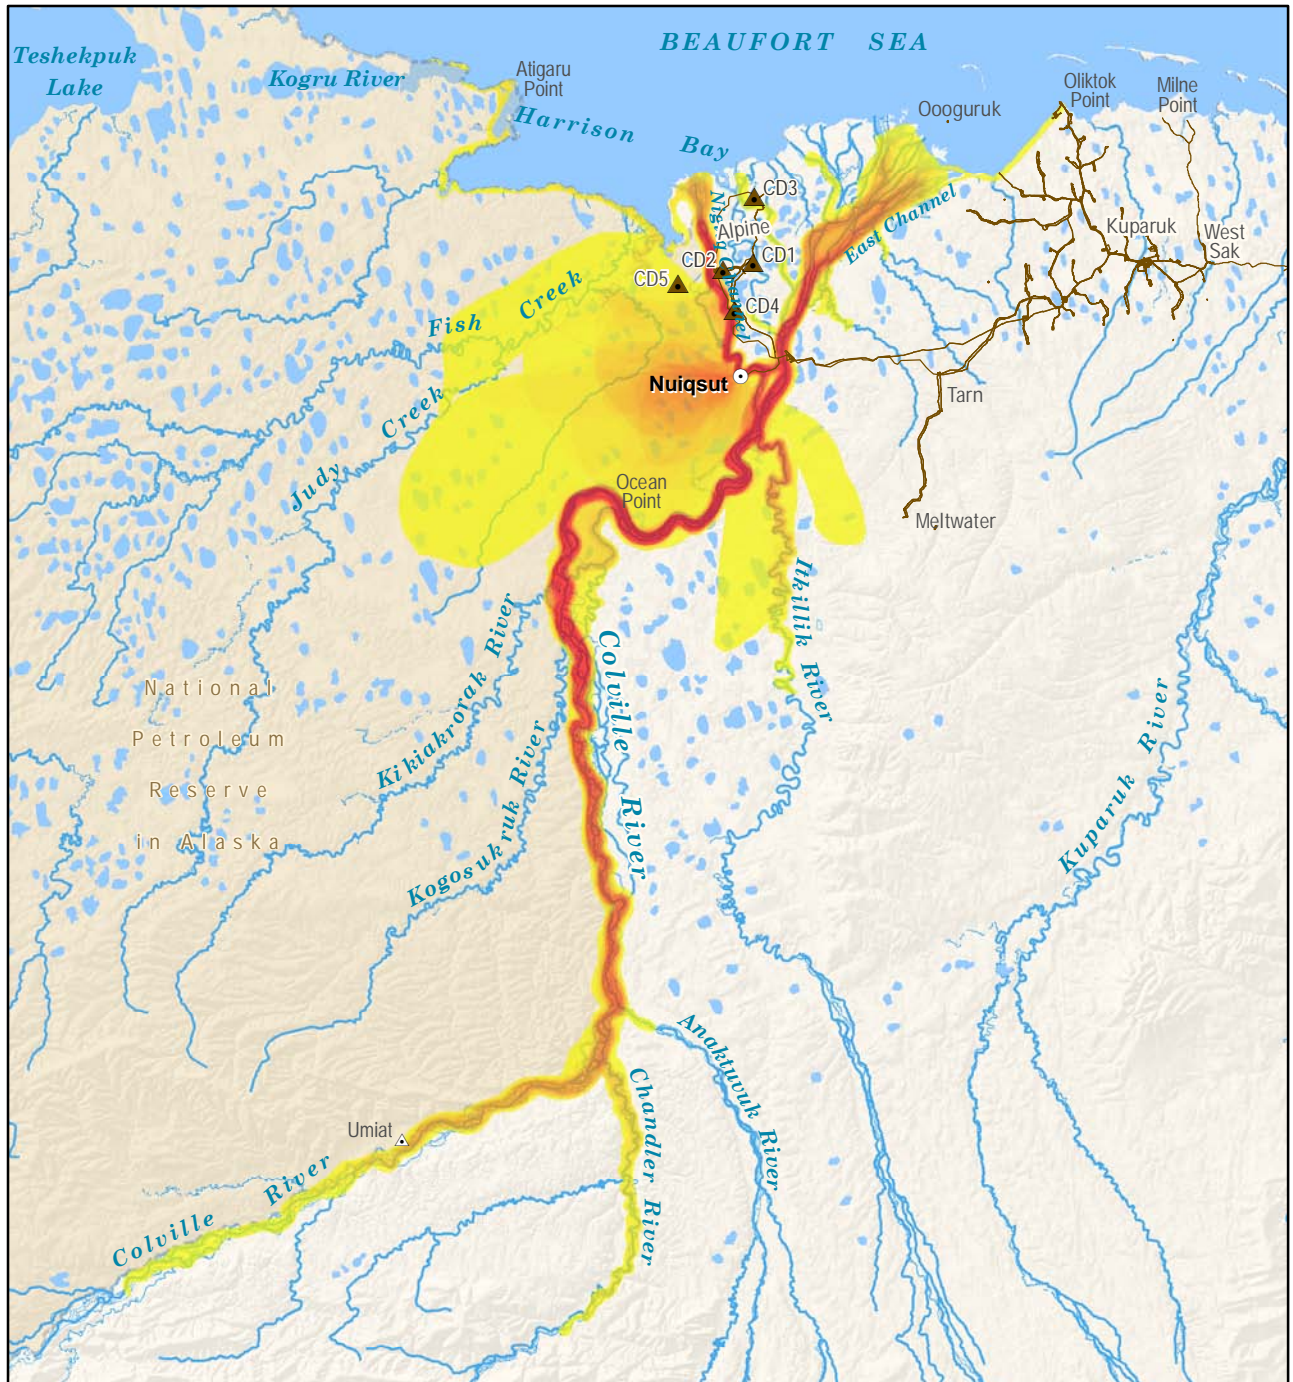 BEAUFORT SEA
Teshekpuk
Lake
Kogru River
Atigaru
Point
Harrison Bay
Oooguruk
Oliktok
Point
Milne
Point
CD3
Nigliq Channel
Alpine
East Channel
Kuparuk
West
Sak
CD2
CD1
CD5
CD4
Fish Creek
Nuiqsut
Judy Creek
Tarn
Ocean
Point
Meltwater
Itkillik River
Colville River
Kikiakrorak River
Kogosukruk River
National
Petroleum
Reserve
in Alaska
Kuparuk River
Anaktuvuk River
Chandler River
Umiat
Colville River